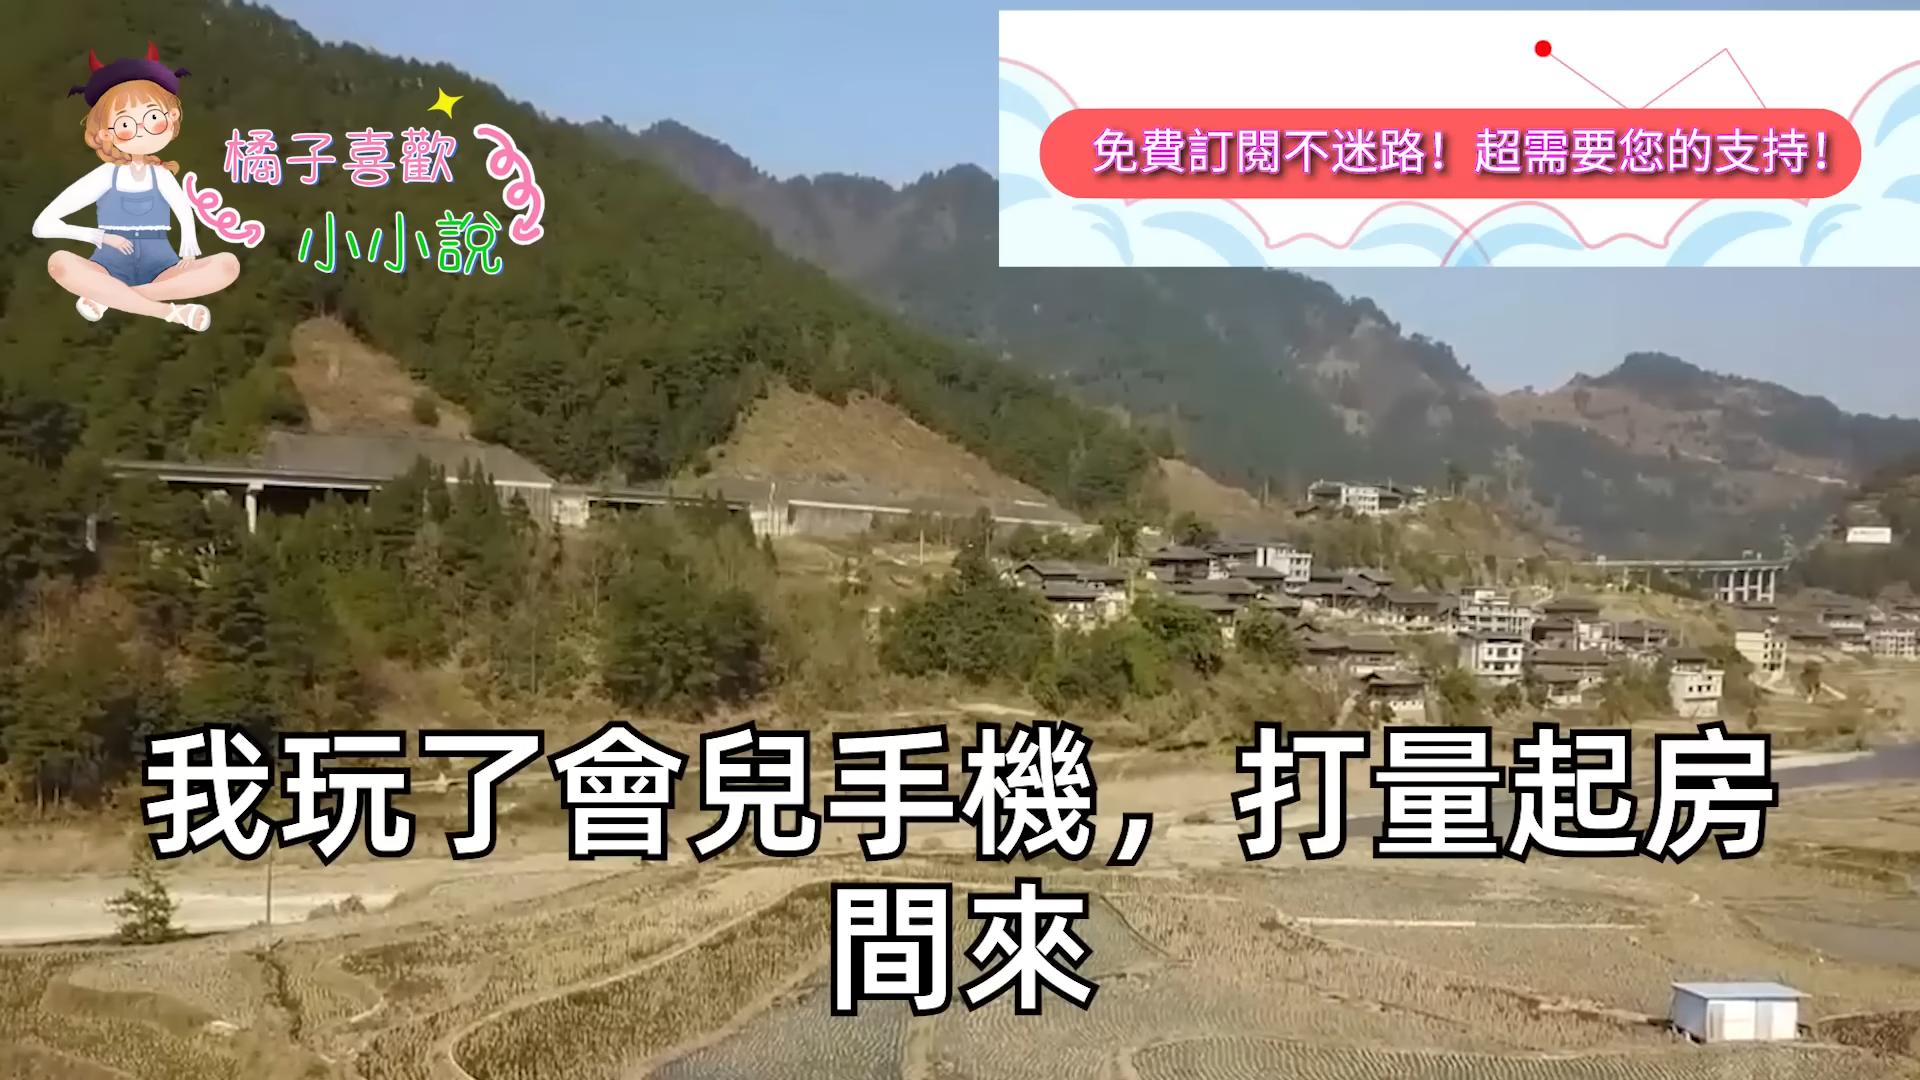 橘子喜歡
小小說
免費訂閱不迷路！超需要您的支持！
我玩了會兒手機，打量起房
間來